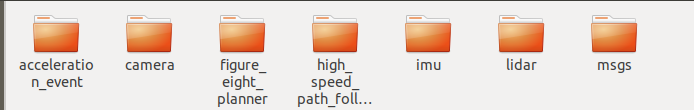 acceleratio
n_event
camera
figure_
eight_
planner
high_
speed_
path_foll...
imu
lidar
msgs